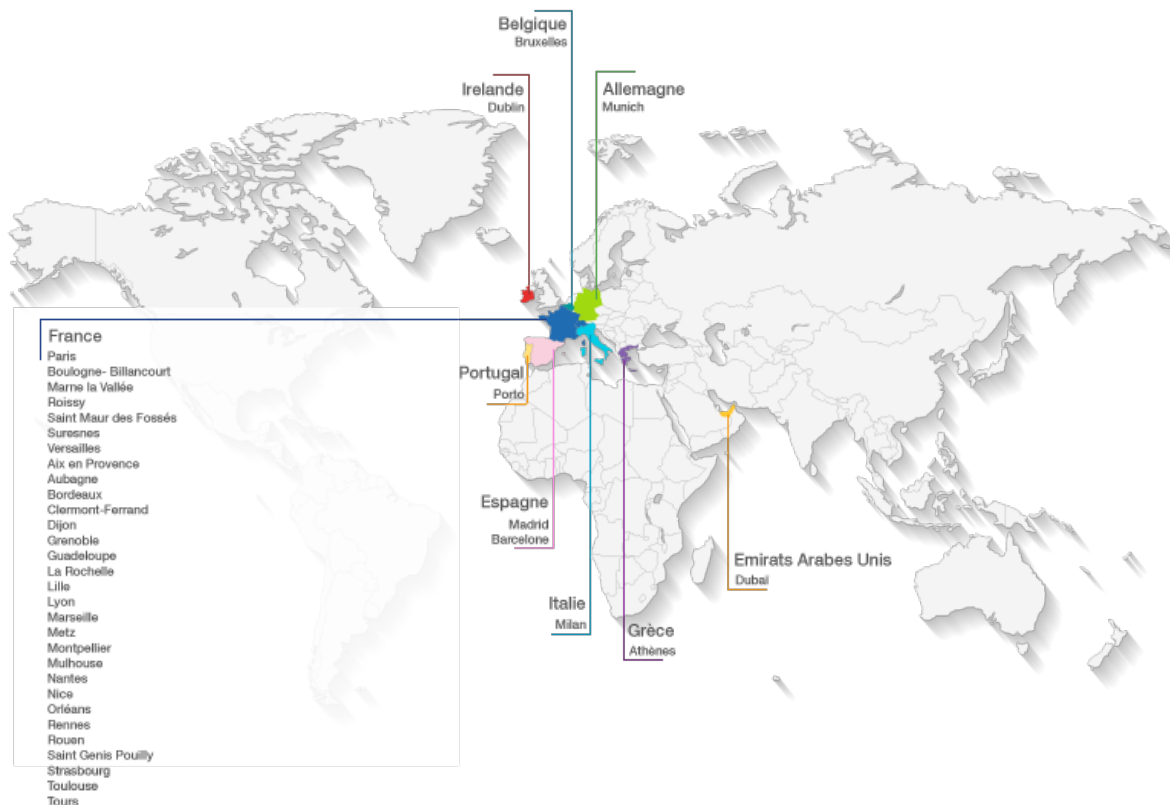 Belgique
Bruxelles
Irelande
Dublin
Allemagne
Munich
France
Paris
Boulogne- Billancourt
Marne la Vallée
Roissy
Saint Maur des Fossés
Suresnes
Versailles
Aix en Provence
Aubagne
Bordeaux
Clermont-Ferrand
Dijon
Grenoble
Guadeloupe
La Rochelle
Lille
Lyon
Marseille
Metz
Montpellier
Mulhouse
Nantes
Nice
Orléans
Rennes
Rouen
Saint Genis Pouilly
Strasbourg
Toulouse
Tours
Portugal
Porto
Espagne
Madrid
Barcelone
Italie
Milan
Grèce
Athènes
Emirats Arabes Unis
Dubaï